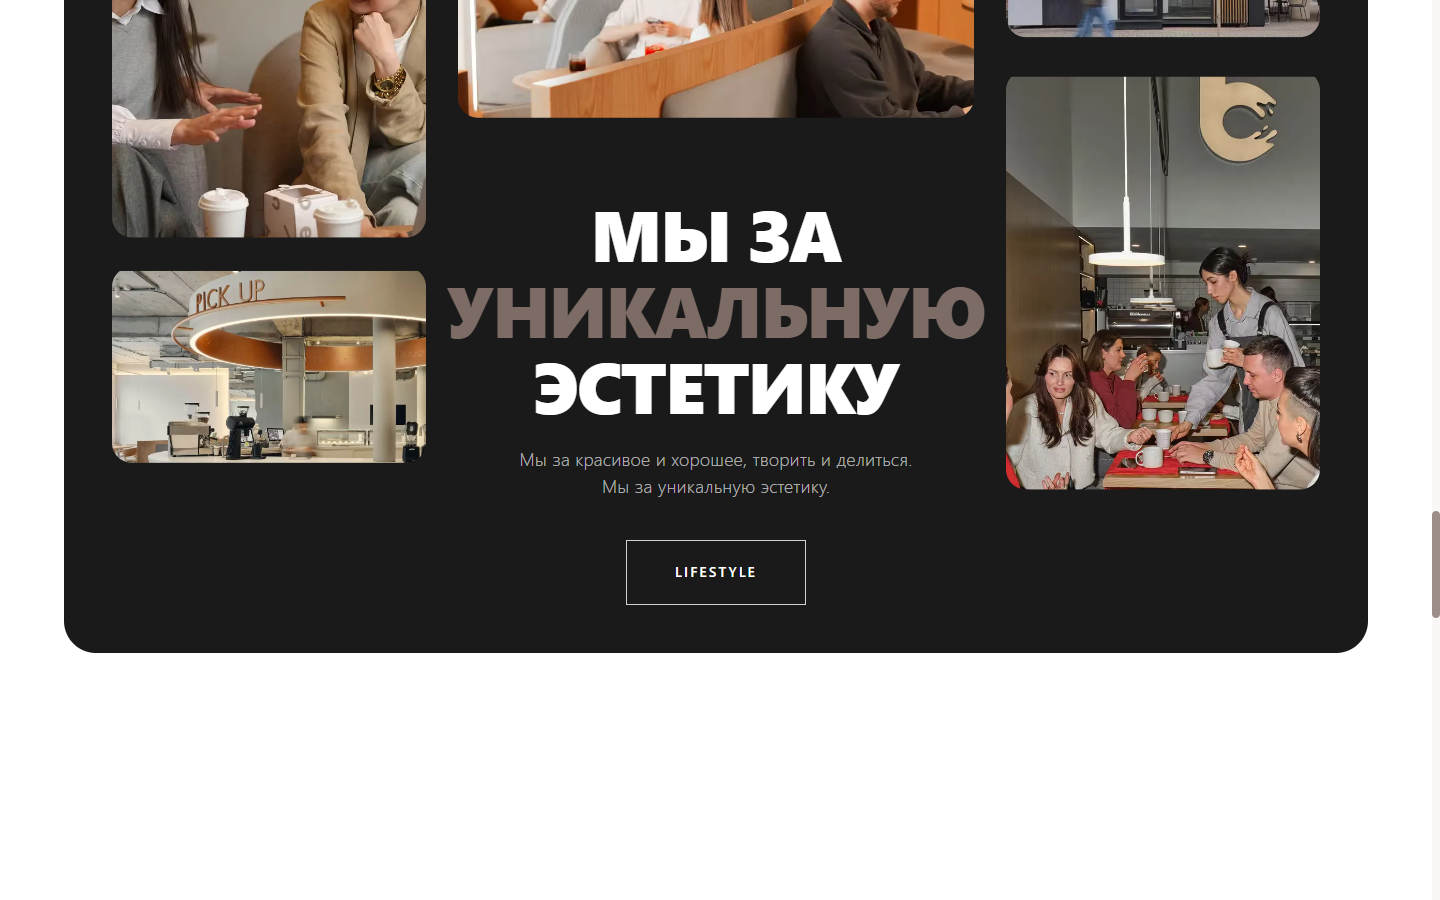 PICK UP
МЫ ЗА
УНИКАЛЬНУЮ
ЭСТЕТИКУ
Мы за красивое и хорошее, творить и делиться.
Мы за уникальную эстетику.
LIFESTYLE